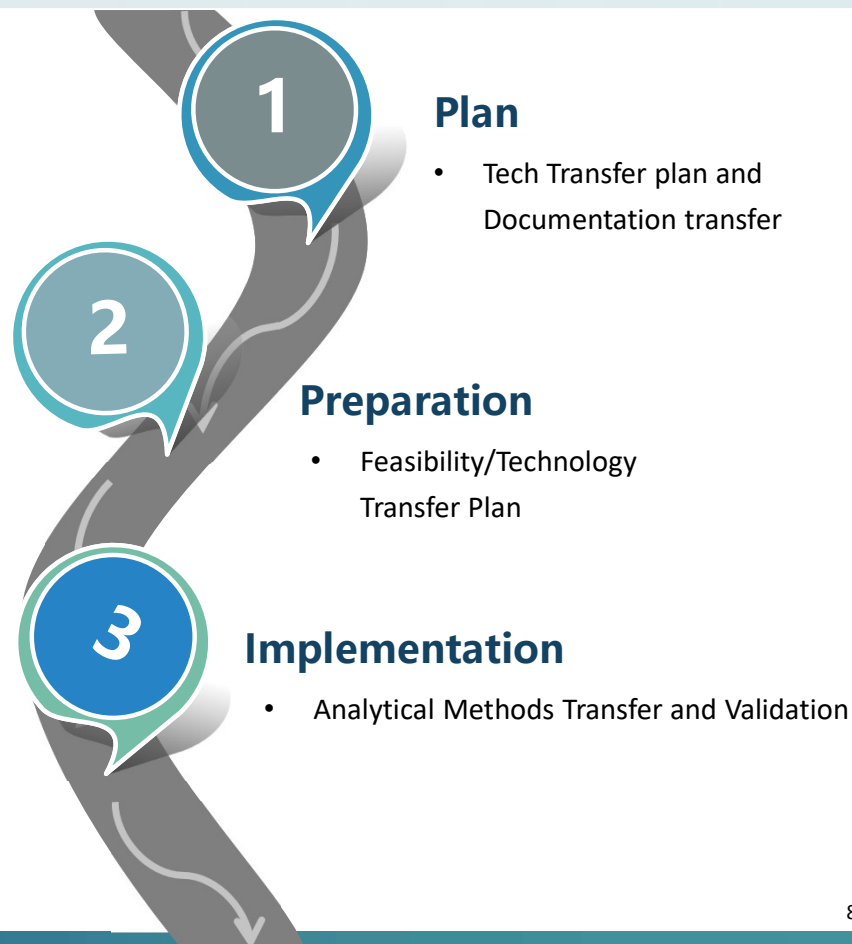 1
Plan
• Tech Transfer plan and
Documentation transfer
2
Preparation
• Feasibility/Technology
Transfer Plan
3
Implementation
• Analytical Methods Transfer and Validation
8